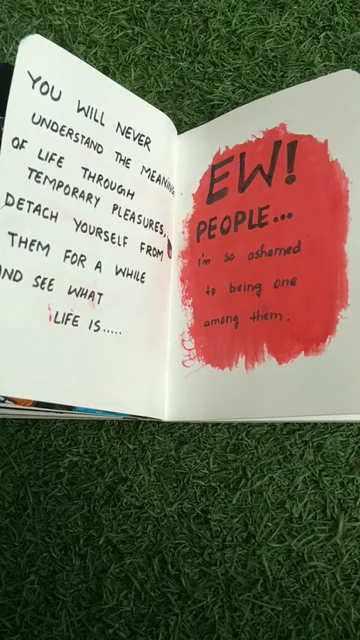 YOU WILL NEVER
UNDERSTAND THE MEANING
OF LIFE THROUGH
TEMPORARY PLEASURES,
DETACH YOURSELF FROM
THEM FOR A WHILE
AND SEE WHAT
LIFE IS.....
EW!
PEOPLE...
I'm so ashamed
to being one
among them.